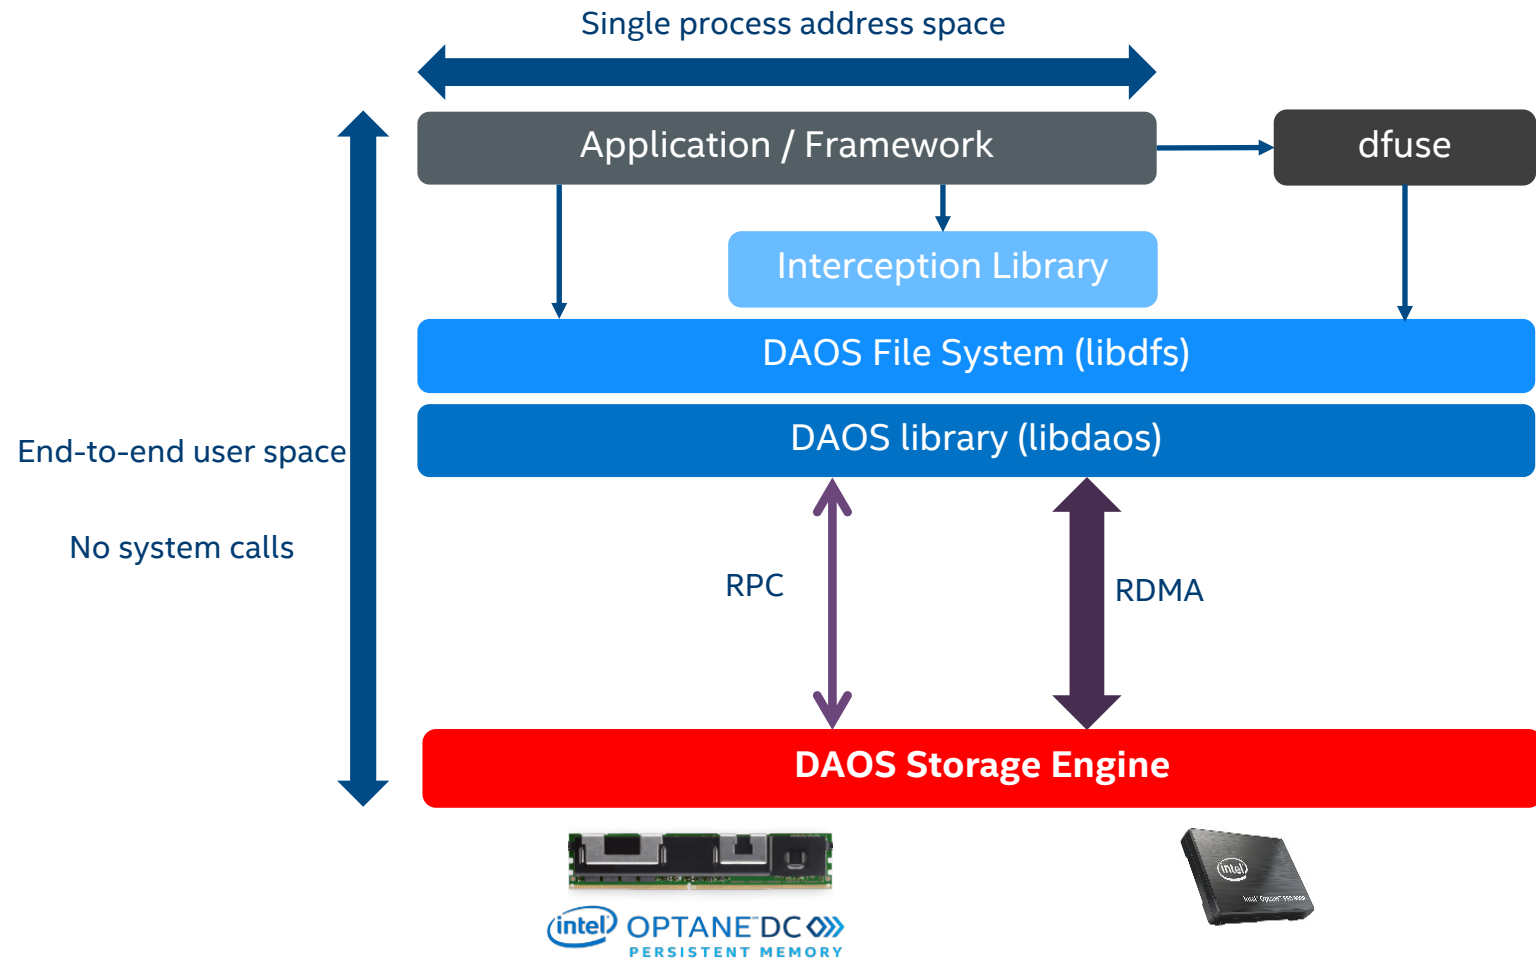 Single process address space
Application / Framework
dfuse
Interception Library
DAOS File System (libdfs)
DAOS library (libdaos)
End-to-end user space
No system calls
RPC
RDMA
DAOS Storage Engine
intel OPTANE DC
PERSISTENT MEMORY
intel